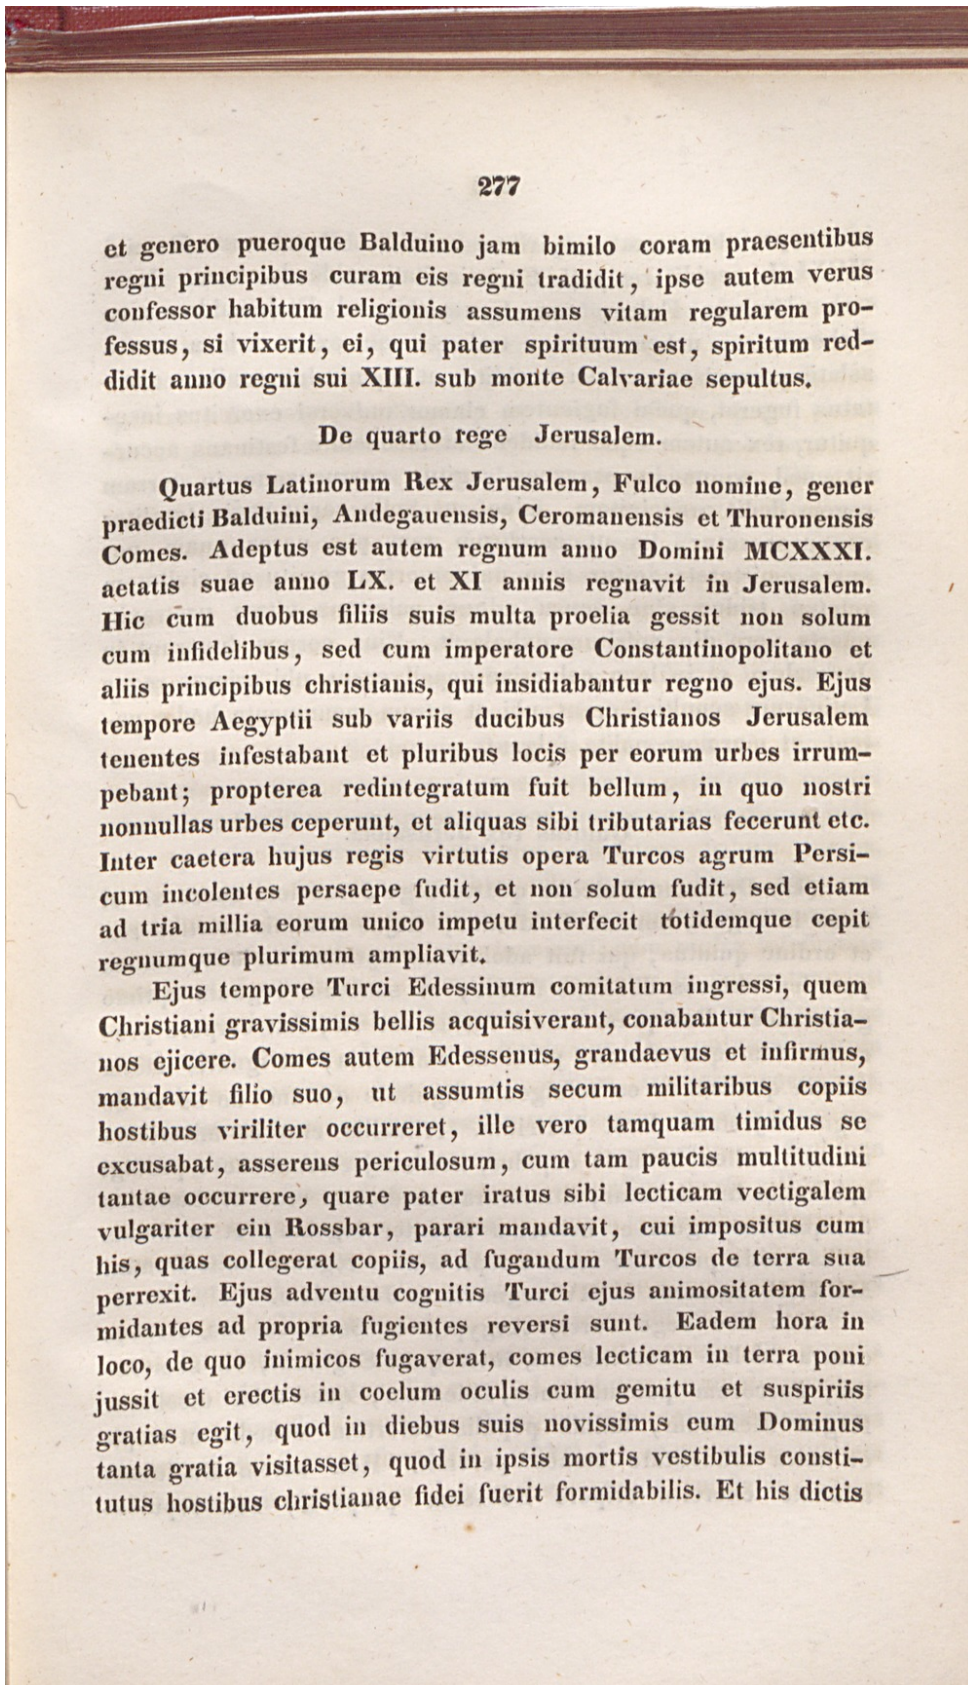 277
et genero pueroque Balduino jam bimilo coram praesentibus
regni principibus curam eis regni tradidit, ipse autem verus
confessor habitum religionis assumens vitam regularem pro-
fessus, si vixerit, ei, qui pater spirituum est, spiritum red-
didit anno regni sui XIII. sub monte Calvariae sepultus.
De quarto rege Jerusalem.
Quartus Latinorum Rex Jerusalem, Fulco nomine, gener
praedicti Balduini, Andegauensis, Ceromanensis et Thuronensis
Comes. Adeptus est autem regnum anno Domini MCXXXI.
aetatis suae anno LX. et XI annis regnavit in Jerusalem.
Hic cum duobus filiis suis multa proelia gessit non solum
cum infidelibus, sed cum imperatore Constantinopolitano et
aliis principibus christianis, qui insidiabantur regno ejus. Ejus
tempore Aegyptii sub variis ducibus Christianos Jerusalem
tenentes infestabant et pluribus locis per eorum urbes irrum-
pebant; propterea redintegratum fuit bellum, in quo nostri
nonnullas urbes ceperunt, et aliquas sibi tributarias fecerunt etc.
Inter caetera hujus regis virtutis opera Turcos agrum Persi-
cum incolentes persaepe fudit, et non solum fudit, sed etiam
ad tria millia eorum unico impetu interfecit totidemque cepit
regnumque plurimum ampliavit.
Ejus tempore Turci Edessinum comitatum ingressi, quem
Christiani gravissimis bellis acquisiverant, conabantur Christia-
nos ejicere. Comes autem Edessenus, grandaevus et infirmus,
mandavit filio suo, ut assumtis secum militaribus copiis
hostibus viriliter occurreret, ille vero tamquam timidus se
excusabat, asserens periculosum, cum tam paucis multitudini
tantae occurrere, quare pater iratus sibi lecticam vectigalem
vulgariter ein Rossbar, parari mandavit, cui impositus cum
his, quas collegerat copiis, ad fugandum Turcos de terra sua
perrexit. Ejus adventu cognitis Turci ejus animositatem for-
midantes ad propria fugientes reversi sunt. Eadem hora in
loco, de quo inimicos fugaverat, comes lecticam in terra poni
jussit et erectis in coelum oculis cum gemitu et suspiriis
gratias egit, quod in diebus suis novissimis eum Dominus
tanta gratia visitasset, quod in ipsis mortis vestibulis consti-
tutus hostibus christianae fidei fuerit formidabilis. Et his dictis